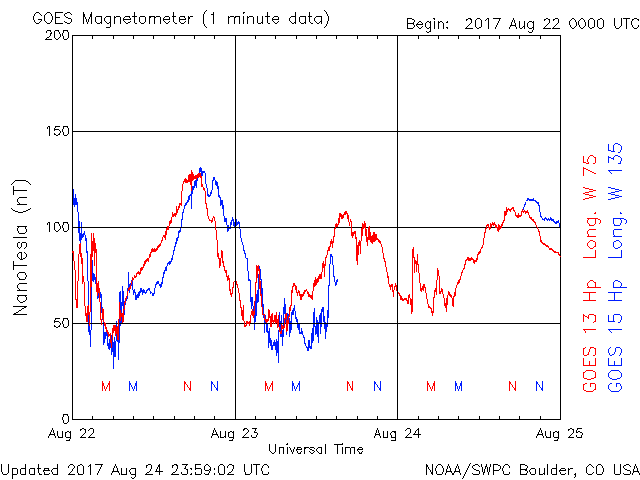 GOES Magnetometer (1 minute data)
Begin: 2017 Aug 22 0000 UTC
200
150
100
50
0
NanoTesla (nT)
M M N N M M N N M M N N
Aug 22 Aug 23 Aug 24 Aug 25
Universal Time
GOES 13 Hp Long. W 75
GOES 15 Hp Long. W 135
Updated 2017 Aug 24 23:59:02 UTC
NOAA/SWPC Boulder, CO USA